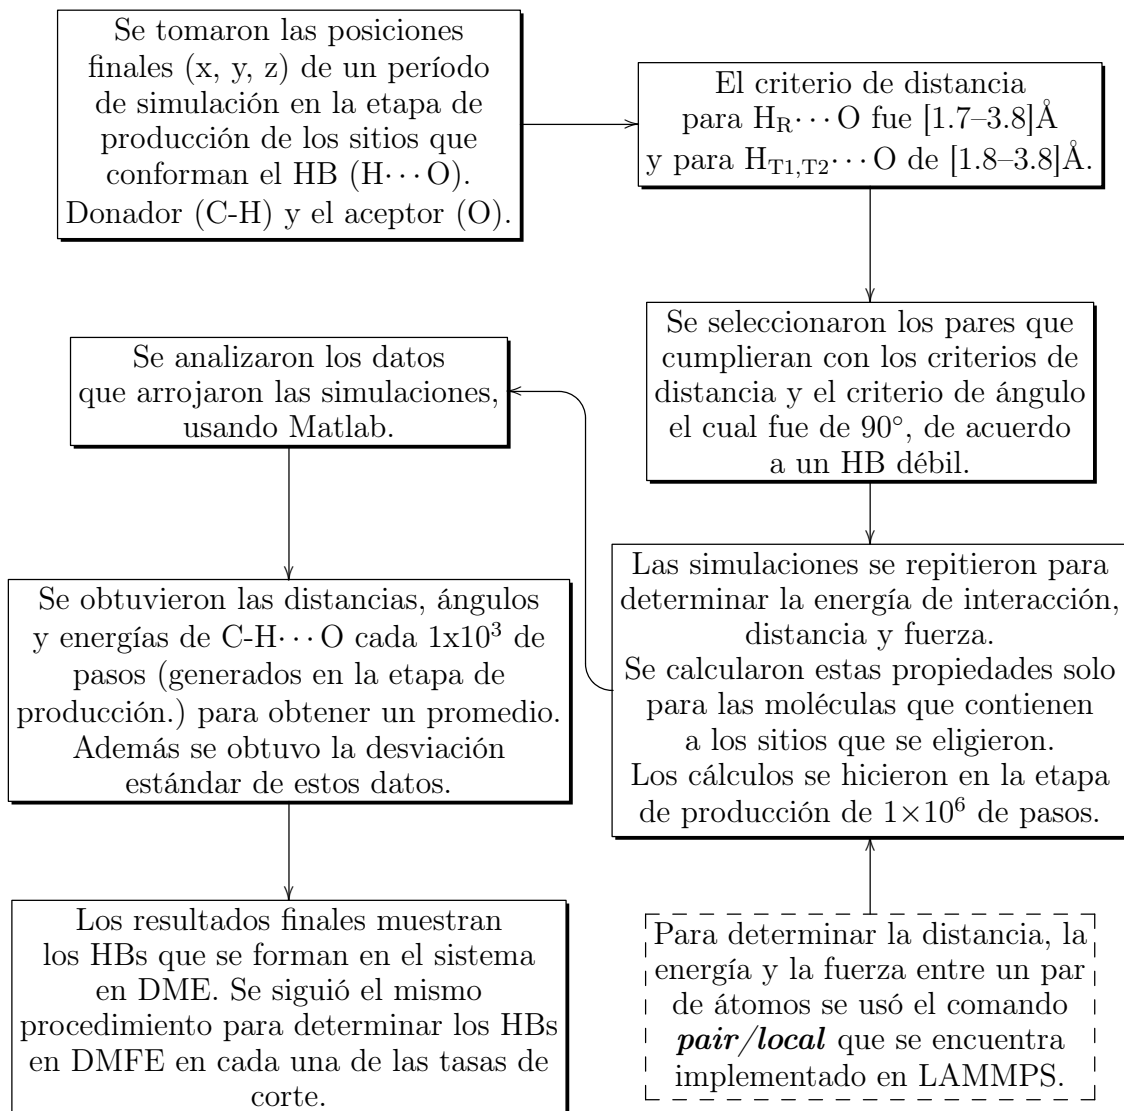 Se tomaron las posiciones
finales (x, y, z) de un período
de simulación en la etapa de
producción de los sitios que
conforman el HB (H⋯O).
Donador (C-H) y el aceptor (O).
El criterio de distancia
para H_R⋯O fue [1.7–3.8]Å
y para H_T1,T2⋯O de [1.8–3.8]Å.
Se seleccionaron los pares que
cumplieran con los criterios de
distancia y el criterio de ángulo
el cual fue de 90°, de acuerdo
a un HB débil.
Las simulaciones se repitieron para
determinar la energía de interacción,
distancia y fuerza.
Se calcularon estas propiedades solo
para las moléculas que contienen
a los sitios que se eligieron.
Los cálculos se hicieron en la etapa
de producción de 1×10⁶ de pasos.
Para determinar la distancia, la
energía y la fuerza entre un par
de átomos se usó el comando
pair/local que se encuentra
implementado en LAMMPS.
Se analizaron los datos
que arrojaron las simulaciones,
usando Matlab.
Se obtuvieron las distancias, ángulos
y energías de C-H⋯O cada 1x10³ de
pasos (generados en la etapa de
producción.) para obtener un promedio.
Además se obtuvo la desviación
estándar de estos datos.
Los resultados finales muestran
los HBs que se forman en el sistema
en DME. Se siguió el mismo
procedimiento para determinar los HBs
en DMFE en cada una de las tasas de
corte.